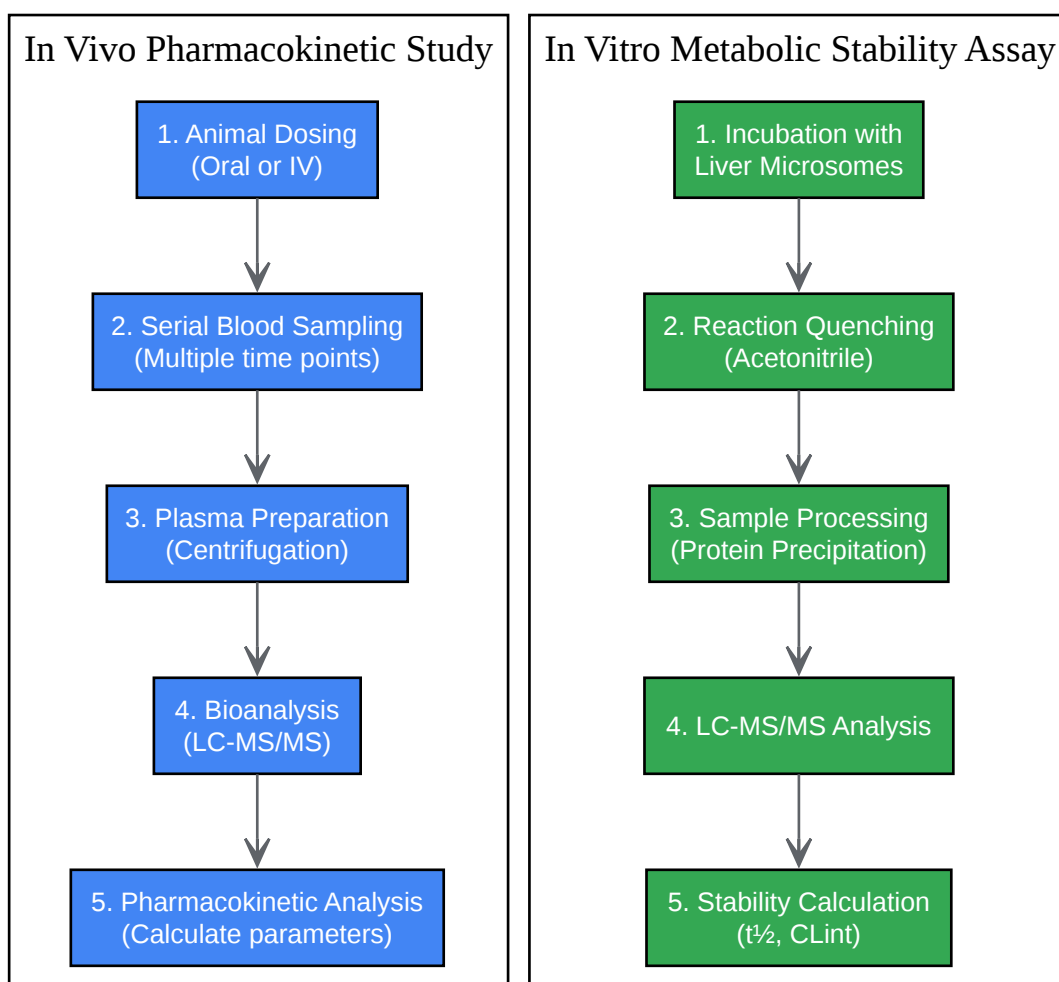 In Vivo Pharmacokinetic Study
1. Animal Dosing
(Oral or IV)
2. Serial Blood Sampling
(Multiple time points)
3. Plasma Preparation
(Centrifugation)
4. Bioanalysis
(LC-MS/MS)
5. Pharmacokinetic Analysis
(Calculate parameters)
In Vitro Metabolic Stability Assay
1. Incubation with
Liver Microsomes
2. Reaction Quenching
(Acetonitrile)
3. Sample Processing
(Protein Precipitation)
4. LC-MS/MS Analysis
5. Stability Calculation
(t½, CLint)